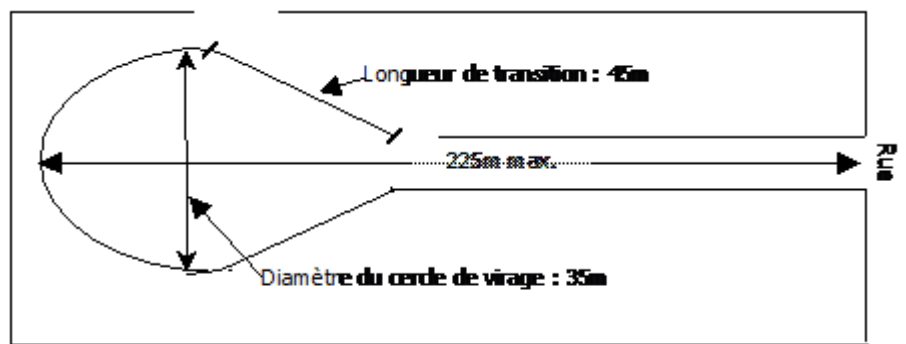 Longueur de transition : 45m
225m max.
Rue
Diamètre du cercle de virage : 35m